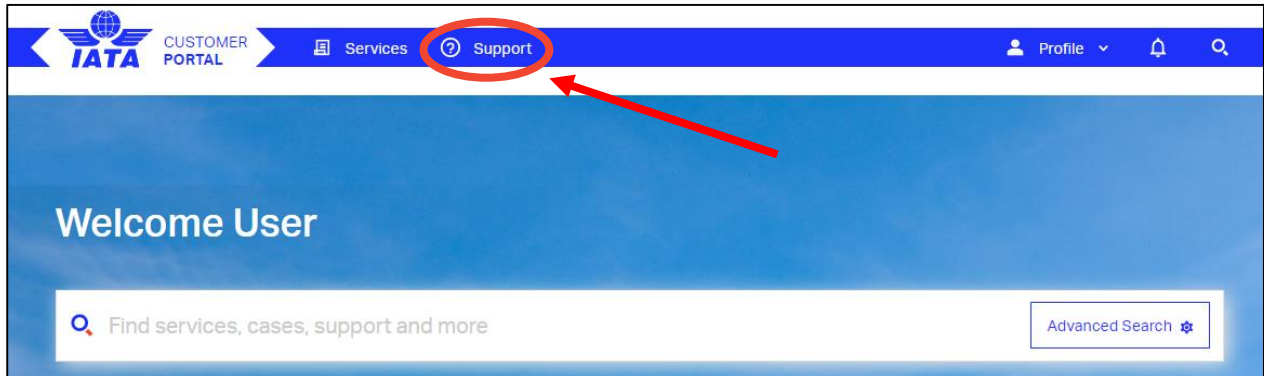 IATA
CUSTOMER
PORTAL
Services
Support
Profile
Welcome User
Find services, cases, support and more
Advanced Search